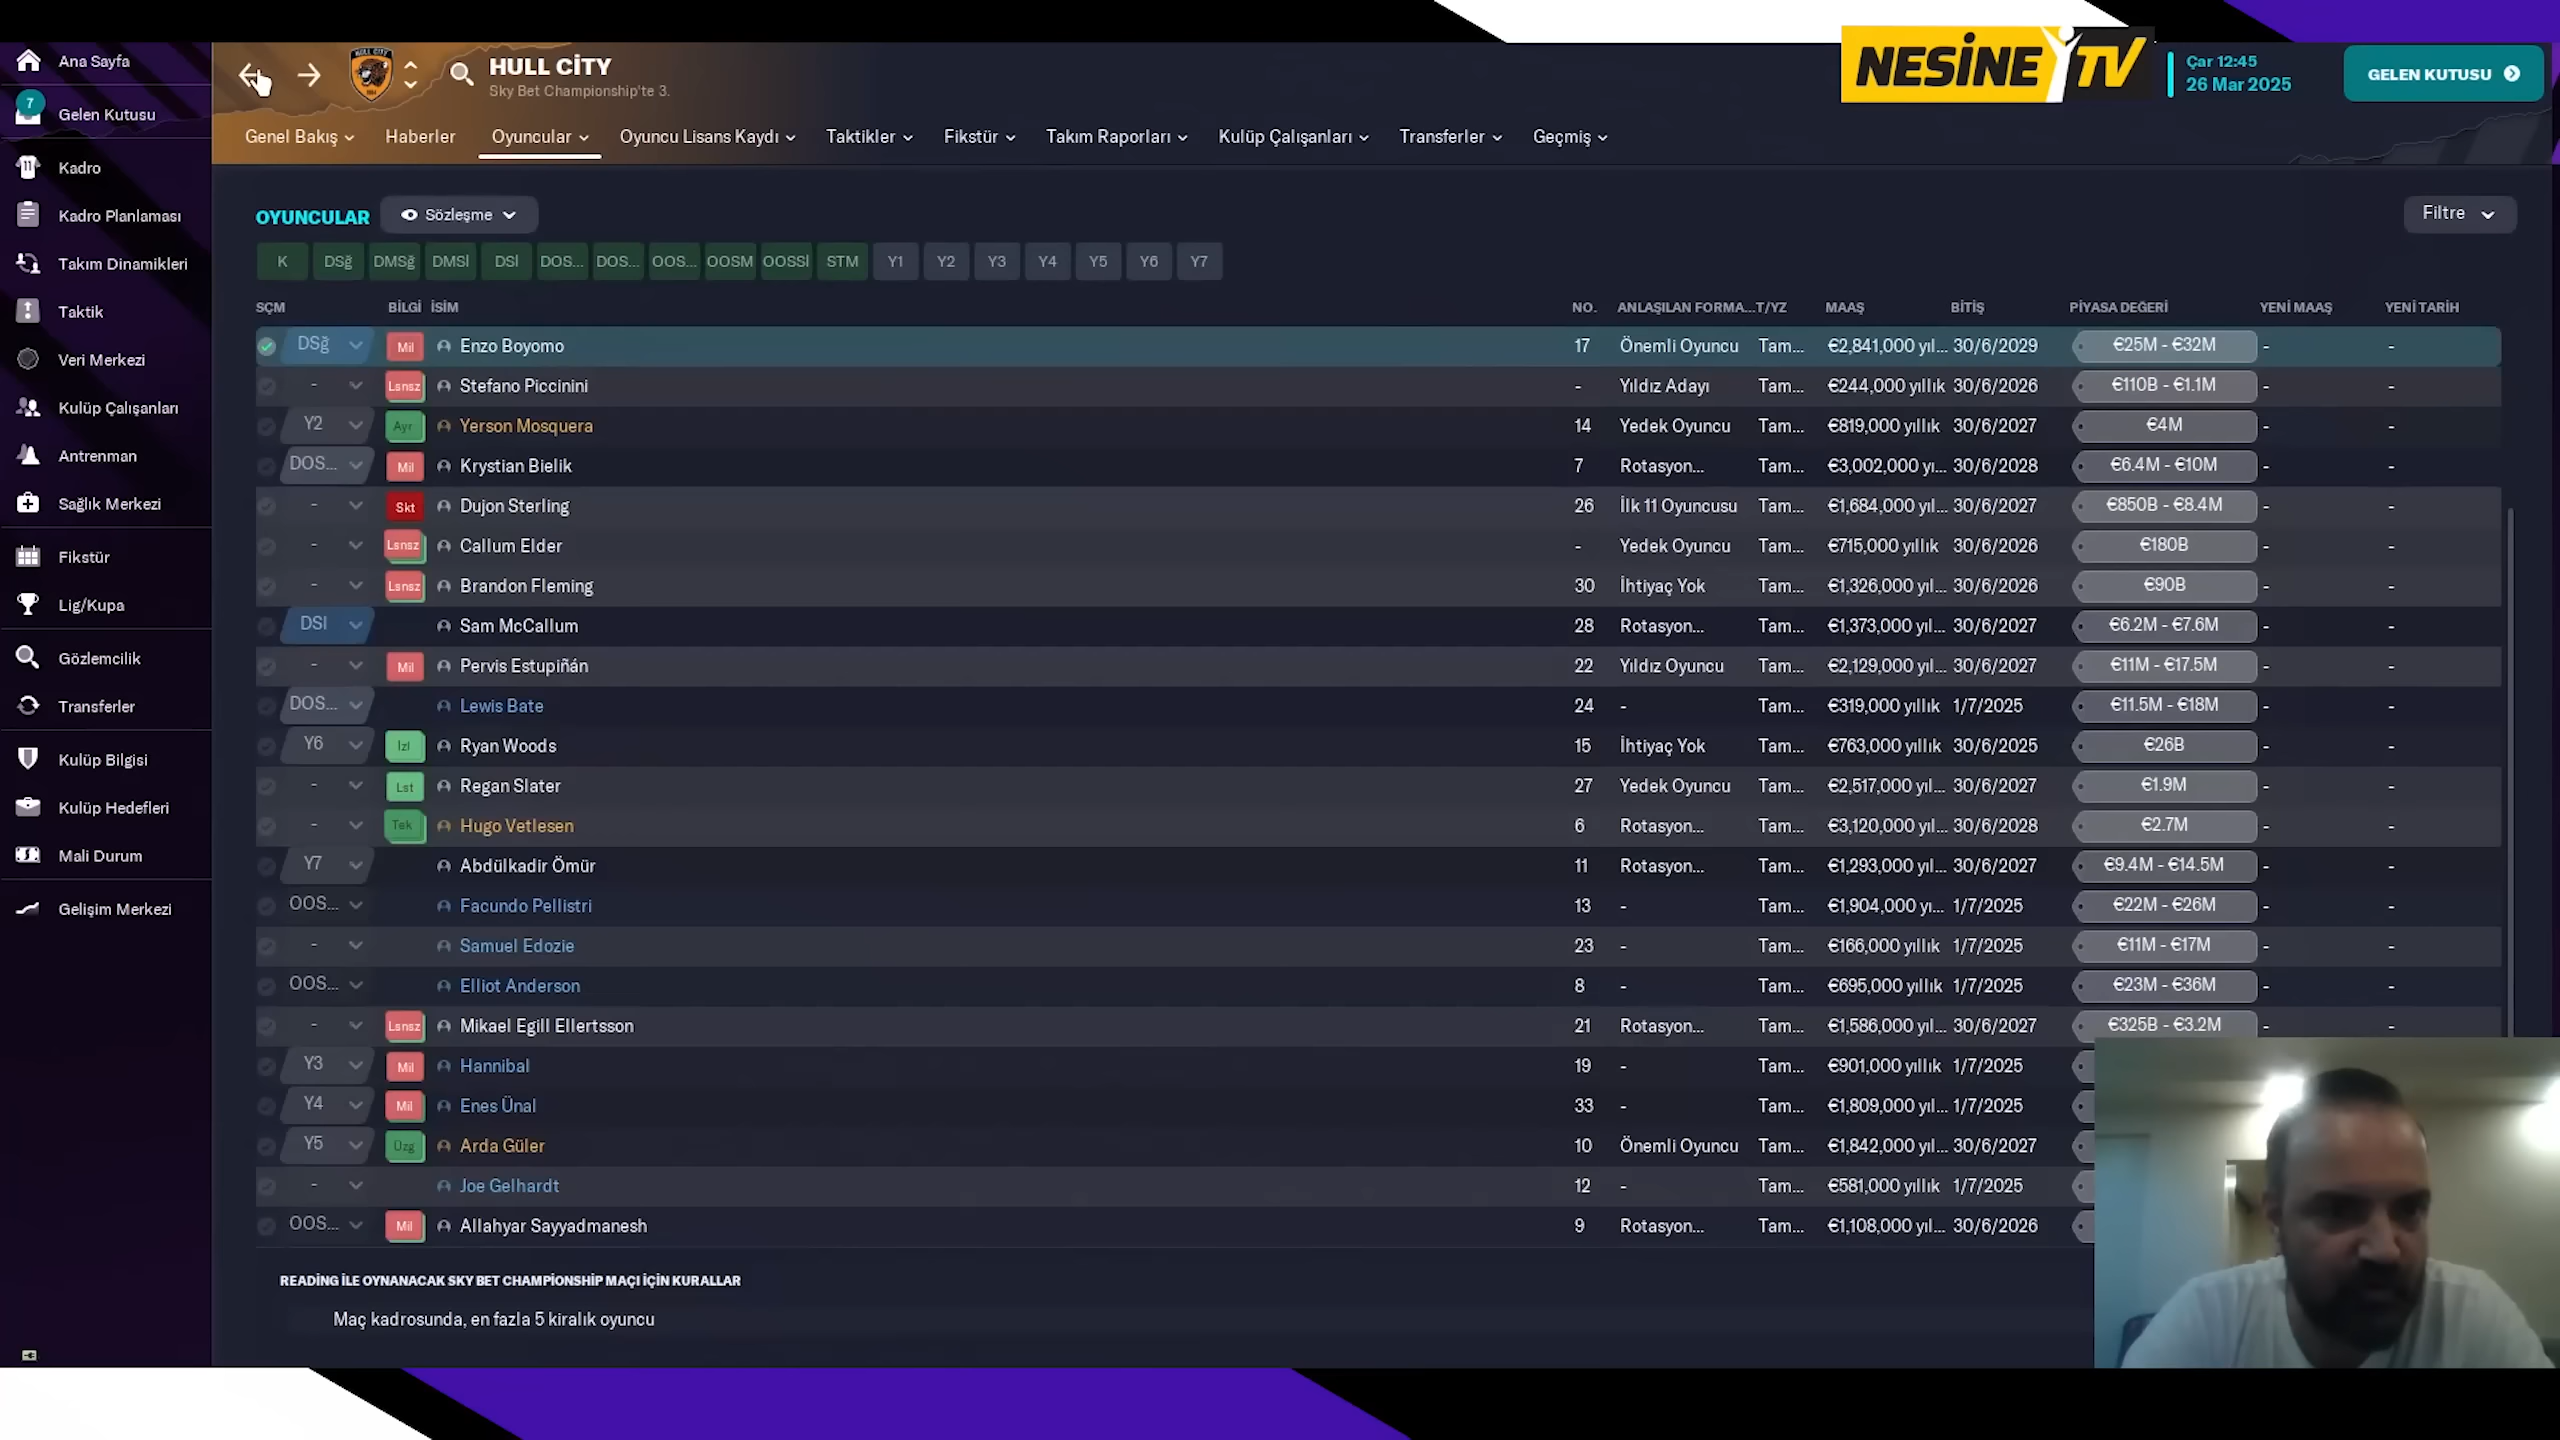 NESİNE TV
Çar 12:45
26 Mar 2025
GELEN KUTUSU
HULL CİTY
Sky Bet Championship'te 3.
Genel Bakış Haberler Oyuncular Oyuncu Lisans Kaydı Taktikler Fikstür Takım Raporları Kulüp Çalışanları Transferler Geçmiş
Ana Sayfa
7
Gelen Kutusu
Kadro
Kadro Planlaması
Takım Dinamikleri
Taktik
Veri Merkezi
Kulüp Çalışanları
Antrenman
Sağlık Merkezi
Fikstür
Lig/Kupa
Gözlemcilik
Transferler
Kulüp Bilgisi
Kulüp Hedefleri
Mali Durum
Gelişim Merkezi
OYUNCULAR Sözleşme Filtre
K DSğ DMSğ DMSl DSl DOS... DOS... OOS... OOSM OOSSl STM Y1 Y2 Y3 Y4 Y5 Y6 Y7
SÇM BİLGİ İSİM NO. ANLAŞILAN FORMA... T/YZ MAAŞ BİTİŞ PİYASA DEĞERİ YENİ MAAŞ YENİ TARİH
DSğ Mil Enzo Boyomo 17 Önemli Oyuncu Tam... €2,841,000 yıl... 30/6/2029 €25M - €32M - -
- Lsnsz Stefano Piccinini - Yıldız Adayı Tam... €244,000 yıllık 30/6/2026 €110B - €1.1M - -
Y2 Ayr Yerson Mosquera 14 Yedek Oyuncu Tam... €819,000 yıllık 30/6/2027 €4M - -
DOS... Mil Krystian Bielik 7 Rotasyon... Tam... €3,002,000 yı... 30/6/2028 €6.4M - €10M - -
- Skt Dujon Sterling 26 İlk 11 Oyuncusu Tam... €1,684,000 yıl... 30/6/2027 €850B - €8.4M - -
- Lsnsz Callum Elder - Yedek Oyuncu Tam... €715,000 yıllık 30/6/2026 €180B - -
- Lsnsz Brandon Fleming 30 İhtiyaç Yok Tam... €1,326,000 yıl... 30/6/2026 €90B - -
DSl Sam McCallum 28 Rotasyon... Tam... €1,373,000 yıl... 30/6/2027 €6.2M - €7.6M - -
- Mil Pervis Estupiñán 22 Yıldız Oyuncu Tam... €2,129,000 yıl... 30/6/2027 €11M - €17.5M - -
DOS... Lewis Bate 24 - Tam... €319,000 yıllık 1/7/2025 €11.5M - €18M - -
Y6 İzl Ryan Woods 15 İhtiyaç Yok Tam... €763,000 yıllık 30/6/2025 €26B - -
- Lst Regan Slater 27 Yedek Oyuncu Tam... €2,517,000 yıl... 30/6/2027 €1.9M - -
- Tek Hugo Vetlesen 6 Rotasyon... Tam... €3,120,000 yıl... 30/6/2028 €2.7M - -
Y7 Abdülkadir Ömür 11 Rotasyon... Tam... €1,293,000 yıl... 30/6/2027 €9.4M - €14.5M - -
OOS... Facundo Pellistri 13 - Tam... €1,904,000 yı... 1/7/2025 €22M - €26M - -
- Samuel Edozie 23 - Tam... €166,000 yıllık 1/7/2025 €11M - €17M - -
OOS... Elliot Anderson 8 - Tam... €695,000 yıllık 1/7/2025 €23M - €36M - -
- Lsnsz Mikael Egill Ellertsson 21 Rotasyon... Tam... €1,586,000 yıl... 30/6/2027 €325B - €3.2M - -
Y3 Mil Hannibal 19 - Tam... €901,000 yıllık 1/7/2025
Y4 Mil Enes Ünal 33 - Tam... €1,809,000 yıl... 1/7/2025
Y5 Özg Arda Güler 10 Önemli Oyuncu Tam... €1,842,000 yıl... 30/6/2027
- Joe Gelhardt 12 - Tam... €581,000 yıllık 1/7/2025
OOS... Mil Allahyar Sayyadmanesh 9 Rotasyon... Tam... €1,108,000 yıl... 30/6/2026
READİNG İLE OYNANACAK SKY BET CHAMPİONSHİP MAÇI İÇİN KURALLAR
Maç kadrosunda, en fazla 5 kiralık oyuncu